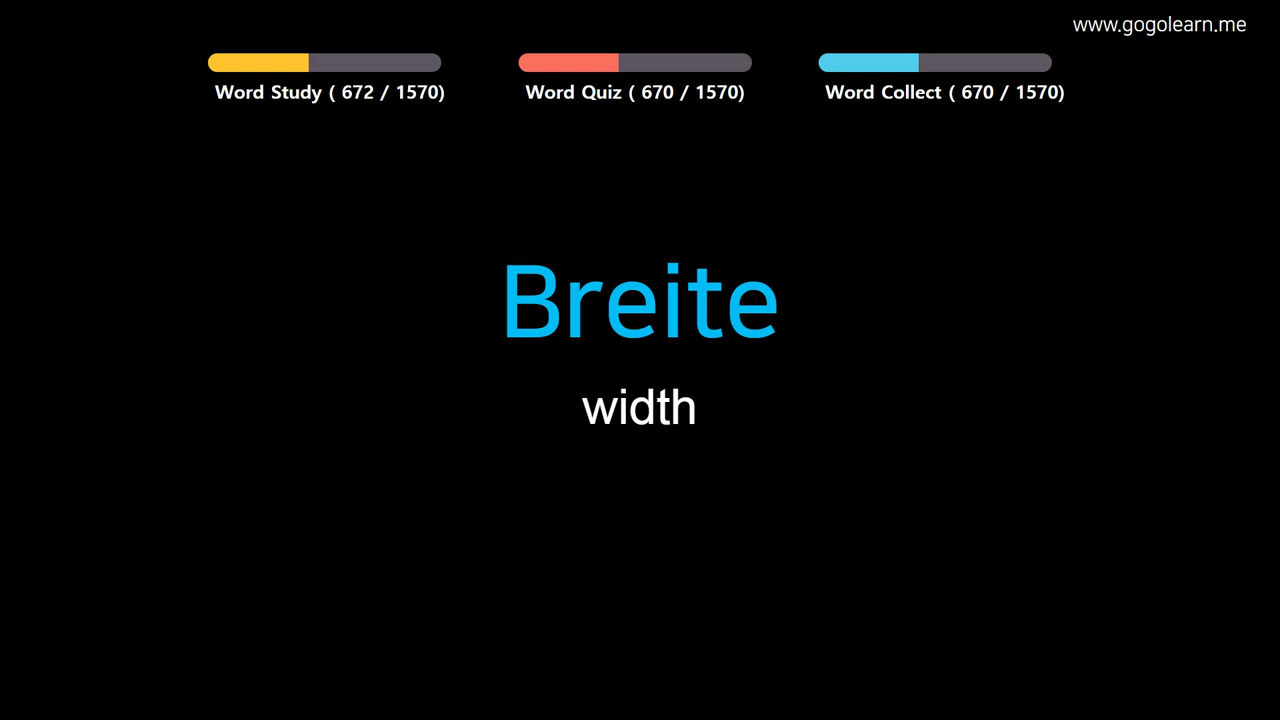 www.gogolearn.me
Word Study ( 672 / 1570)
Word Quiz ( 670 / 1570)
Word Collect ( 670 / 1570)
Breite
width